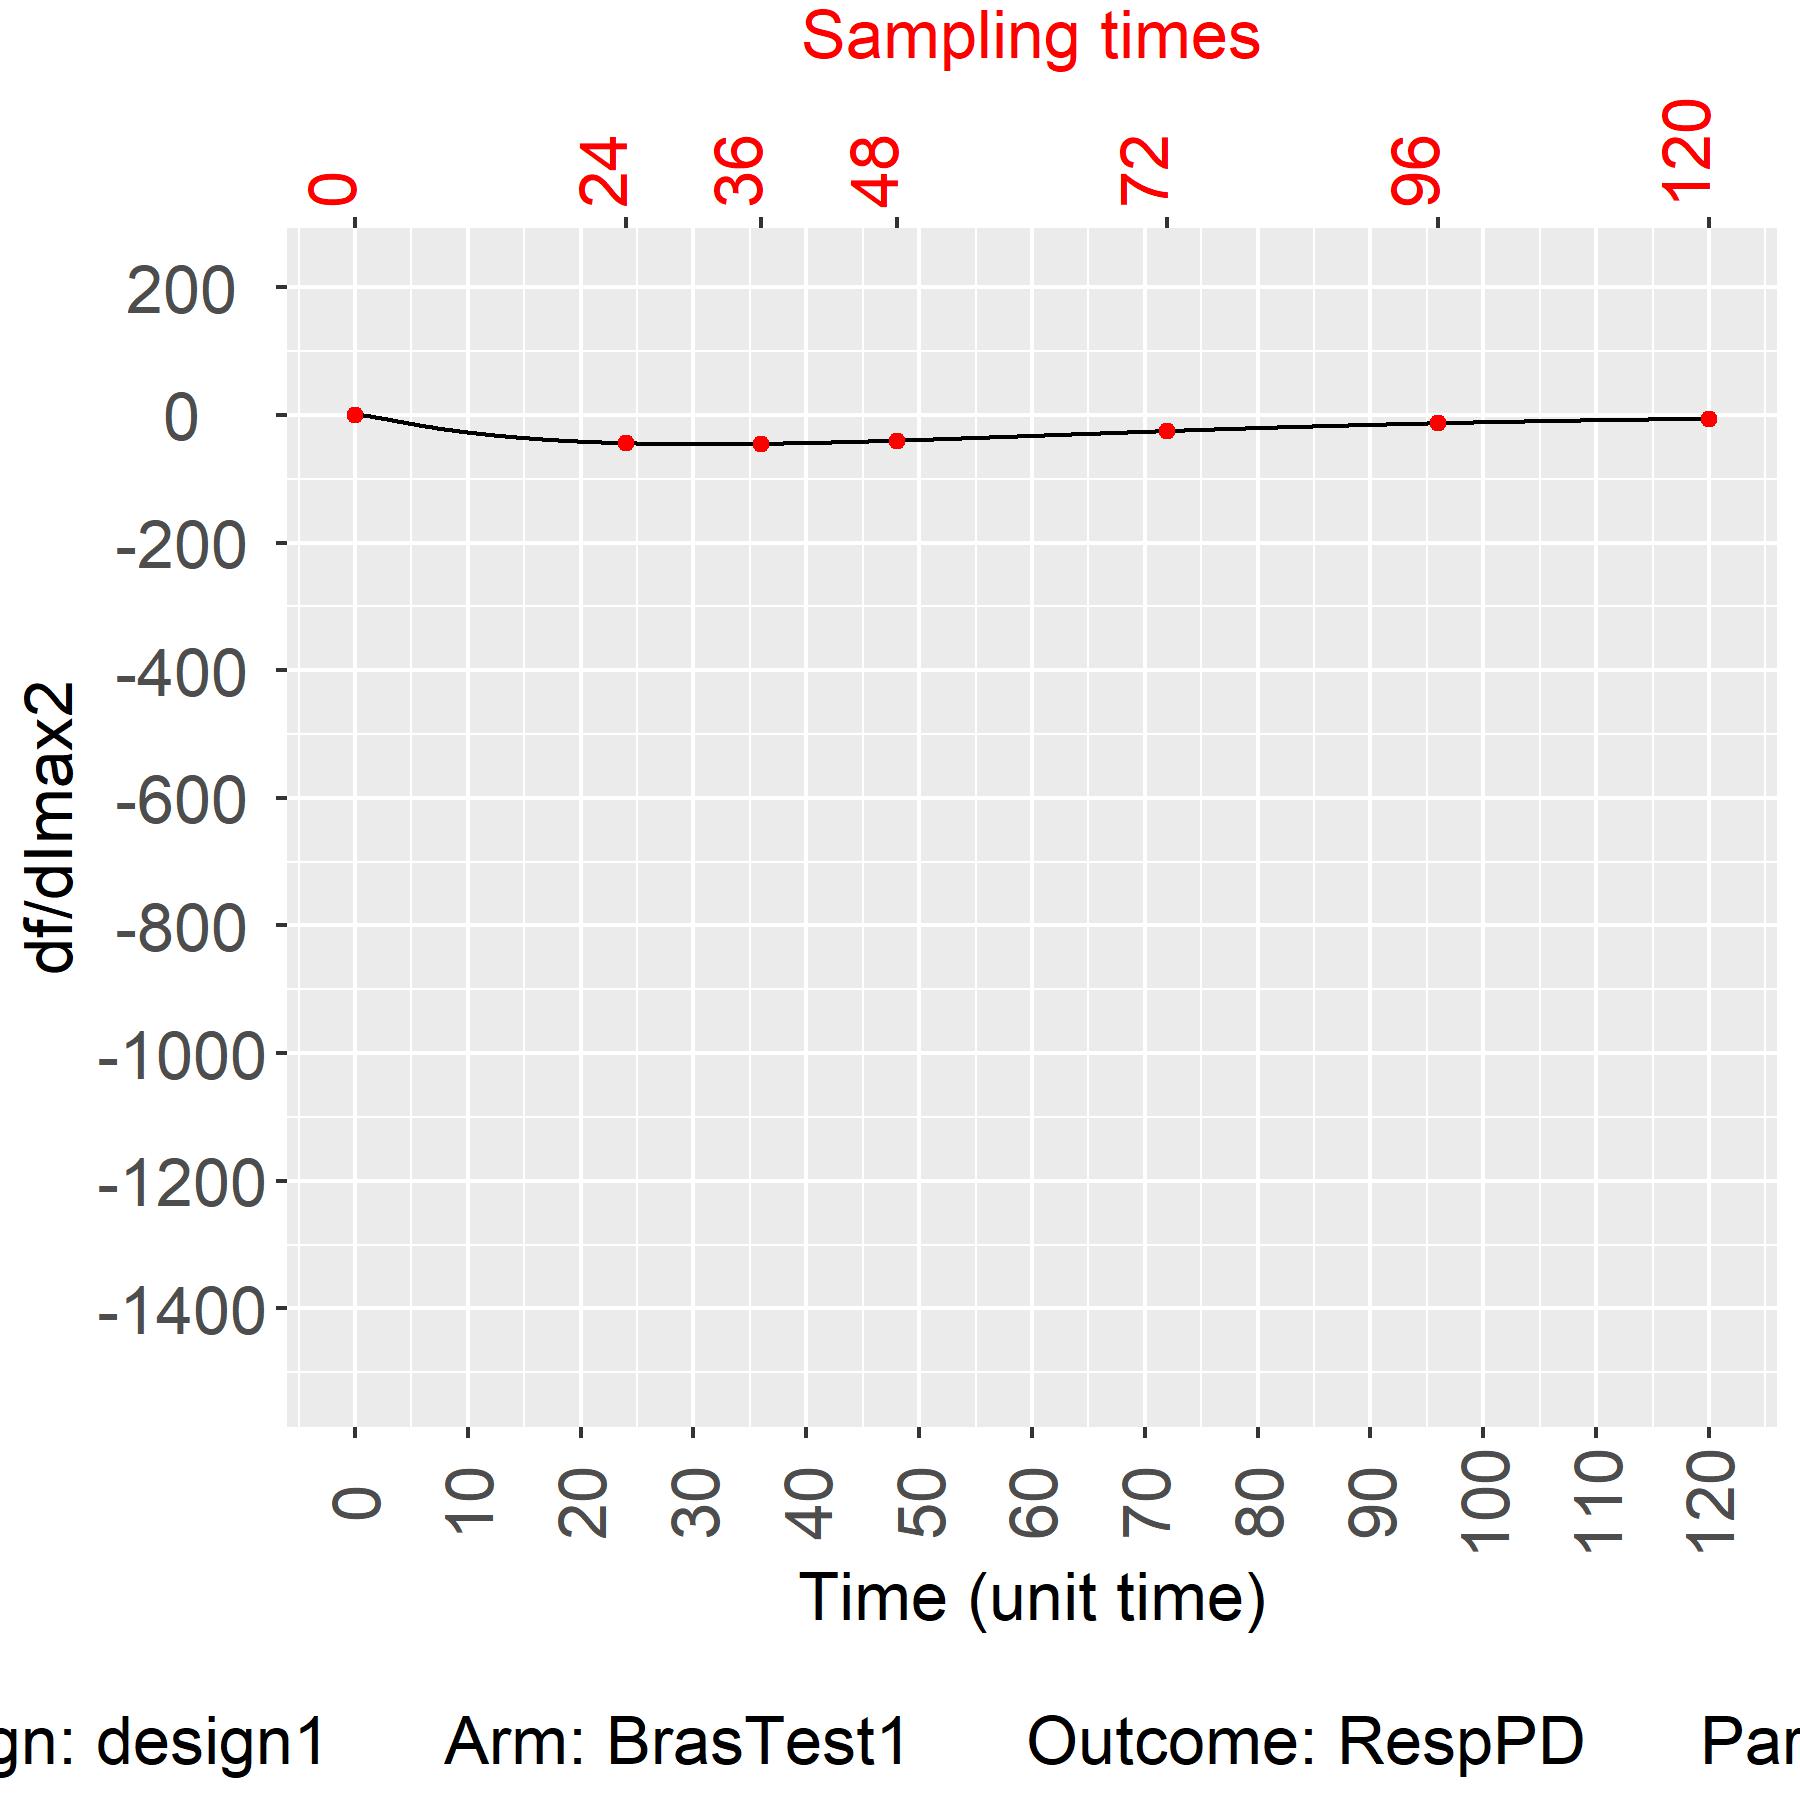 Sampling times
0 24 36 48 72 96 120
200
0
-200
-400
-600
-800
-1000
-1200
-1400
df/dImax2
0 10 20 30 40 50 60 70 80 90 100 110 120
Time (unit time)
gn: design1 Arm: BrasTest1 Outcome: RespPD Par